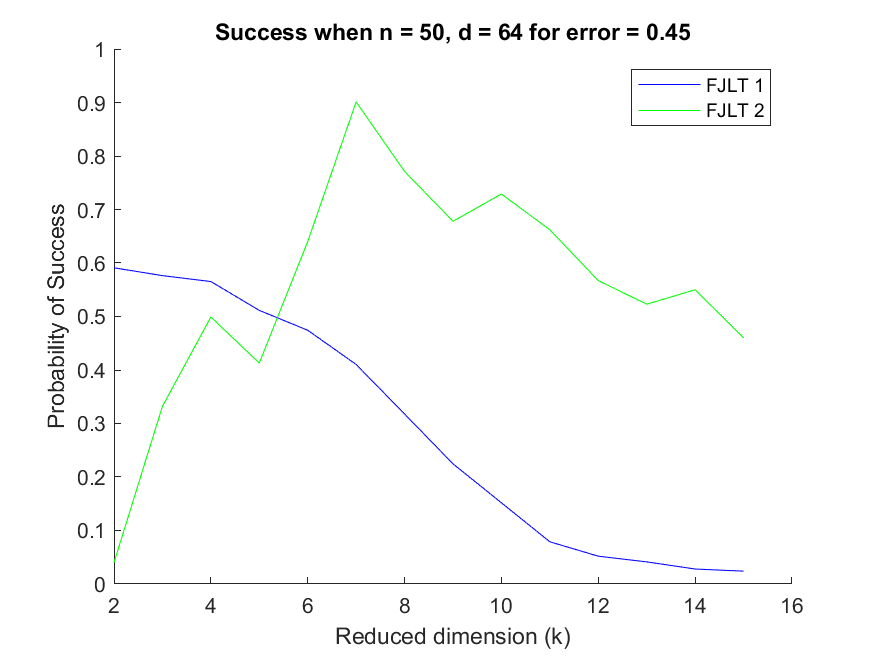 Success when n = 50, d = 64 for error = 0.45
FJLT 1
FJLT 2
Probability of Success
1
0.9
0.8
0.7
0.6
0.5
0.4
0.3
0.2
0.1
0
2 4 6 8 10 12 14 16
Reduced dimension (k)